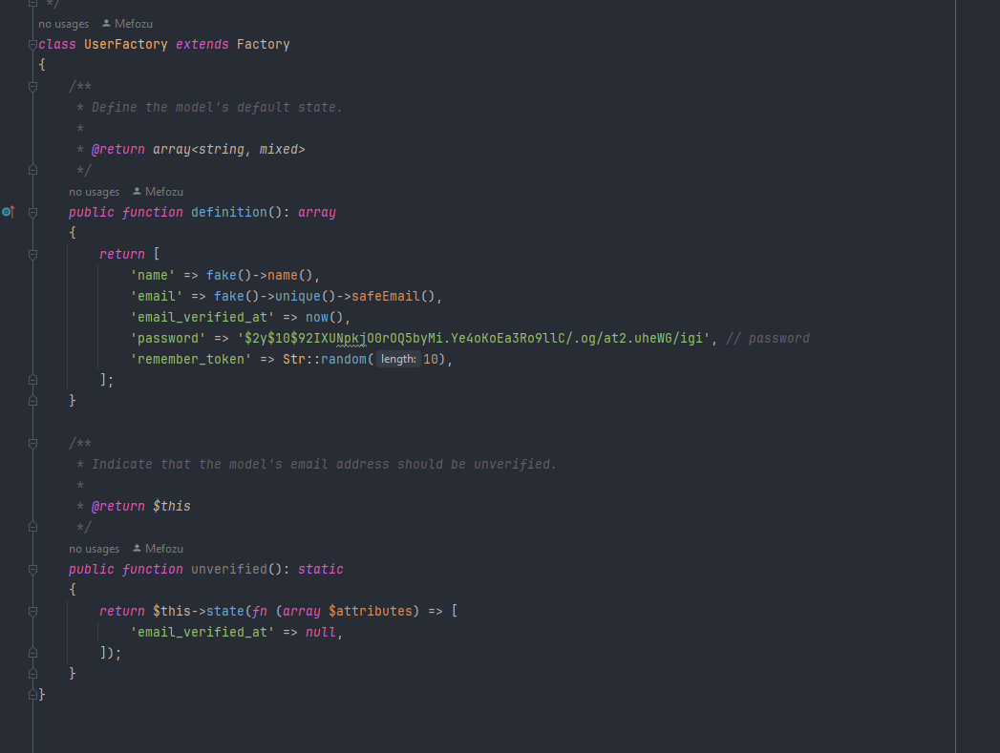 */
no usages Mefozu
class UserFactory extends Factory
{
/**
* Define the model's default state.
*
* @return array<string, mixed>
*/
no usages Mefozu
public function definition(): array
{
return [
'name' => fake()->name(),
'email' => fake()->unique()->safeEmail(),
'email_verified_at' => now(),
'password' => '$2y$10$92IXUNpkjO0rOQ5byMi.Ye4oKoEa3Ro9llC/.og/at2.uheWG/igi', // password
'remember_token' => Str::random( length: 10),
];
}
/**
* Indicate that the model's email address should be unverified.
*
* @return $this
*/
no usages Mefozu
public function unverified(): static
{
return $this->state(fn (array $attributes) => [
'email_verified_at' => null,
]);
}
}